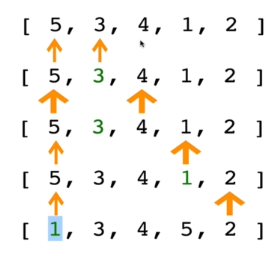 [ 5, 3, 4, 1, 2 ]
[ 5, 3, 4, 1, 2 ]
[ 5, 3, 4, 1, 2 ]
[ 5, 3, 4, 1, 2 ]
[ 1, 3, 4, 5, 2 ]